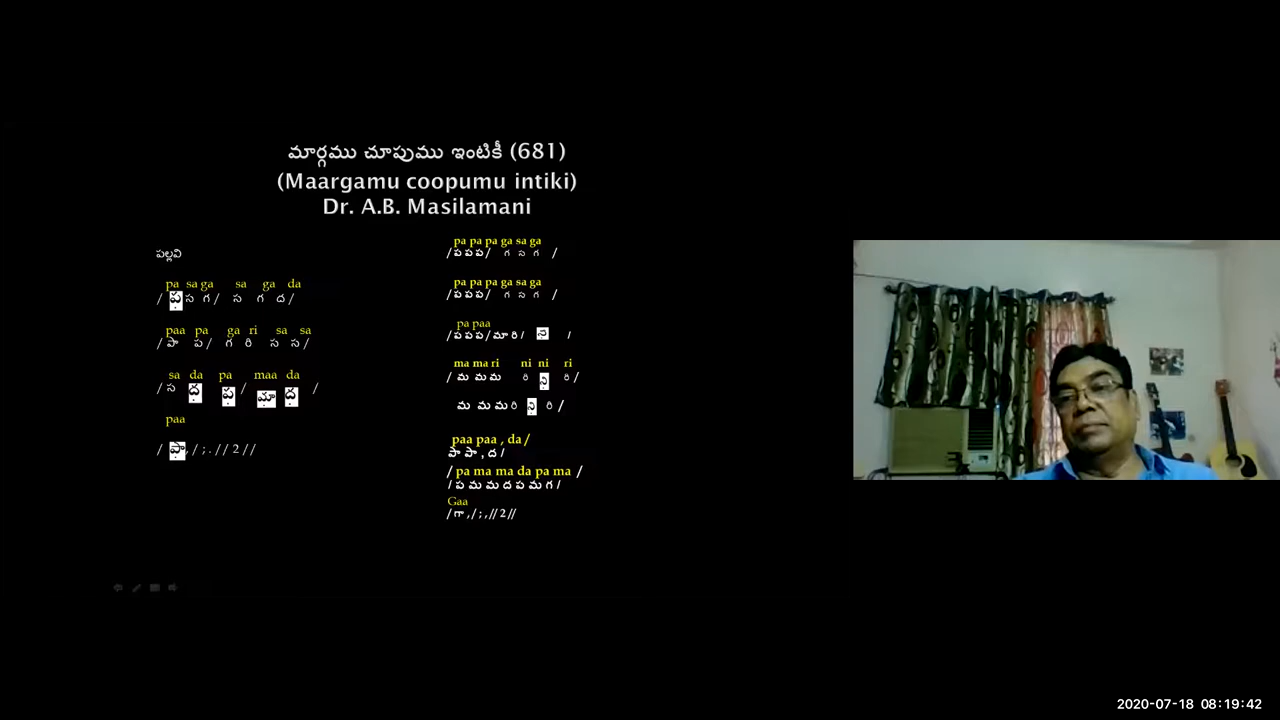 మార్గము చూపుము ఇంటికీ (681)
(Maargamu coopumu intiki)
Dr. A.B. Masilamani
పల్లవి
pa sa ga sa ga da
/ ప స గ / స గ ద /
paa pa ga ri sa sa
/ పా ప / గ రి స స /
sa da pa maa da
/ స ద ప / మా ద /
paa
/ పా, / ; . // 2 //
pa pa pa ga sa ga
/ ప ప ప / గ స గ /
pa pa pa ga sa ga
/ ప ప ప / గ స గ /
pa paa
/ ప ప ప / మా రి / ని /
ma ma ri ni ni ri
/ మ మ మ రి ని రి /
మ మ మ రి ని రి /
paa paa , da /
పా పా , ద /
/ pa ma ma da pa ma /
/ ప మ మ ద ప మ గ /
Gaa
/ గా , / ; , // 2 //
2020-07-18 08:19:42